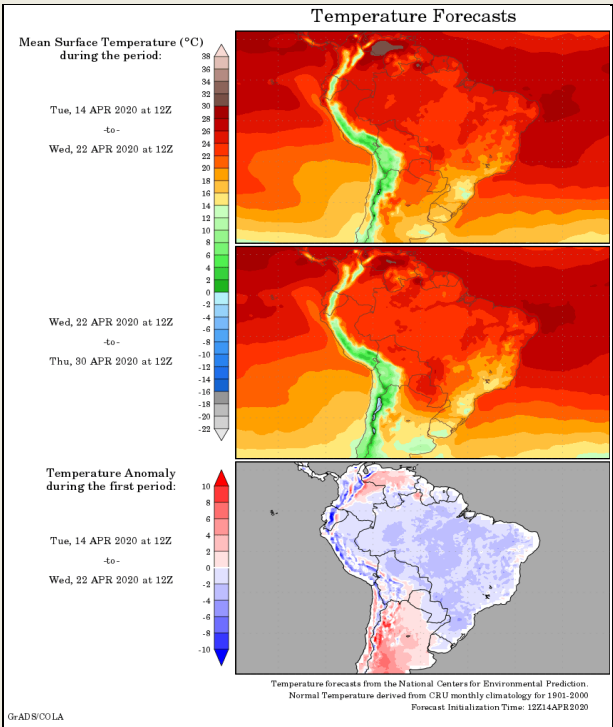 Temperature Forecasts
Mean Surface Temperature (°C)
during the period:
38
36
34
32
30
28
26
24
22
20
18
16
14
12
10
8
6
4
2
0
-2
-4
-6
-8
-10
-12
-14
-16
-18
-20
-22
Tue, 14 APR 2020 at 12Z
-to-
Wed, 22 APR 2020 at 12Z
Wed, 22 APR 2020 at 12Z
-to-
Thu, 30 APR 2020 at 12Z
Temperature Anomaly
during the first period:
10
8
6
4
2
0
-2
-4
-6
-8
-10
Tue, 14 APR 2020 at 12Z
-to-
Wed, 22 APR 2020 at 12Z
Temperature forecasts from the National Centers for Environmental Prediction.
Normal Temperature derived from CRU monthly climatology for 1901-2000
Forecast Initialization Time: 12Z14APR2020
GrADS/COLA